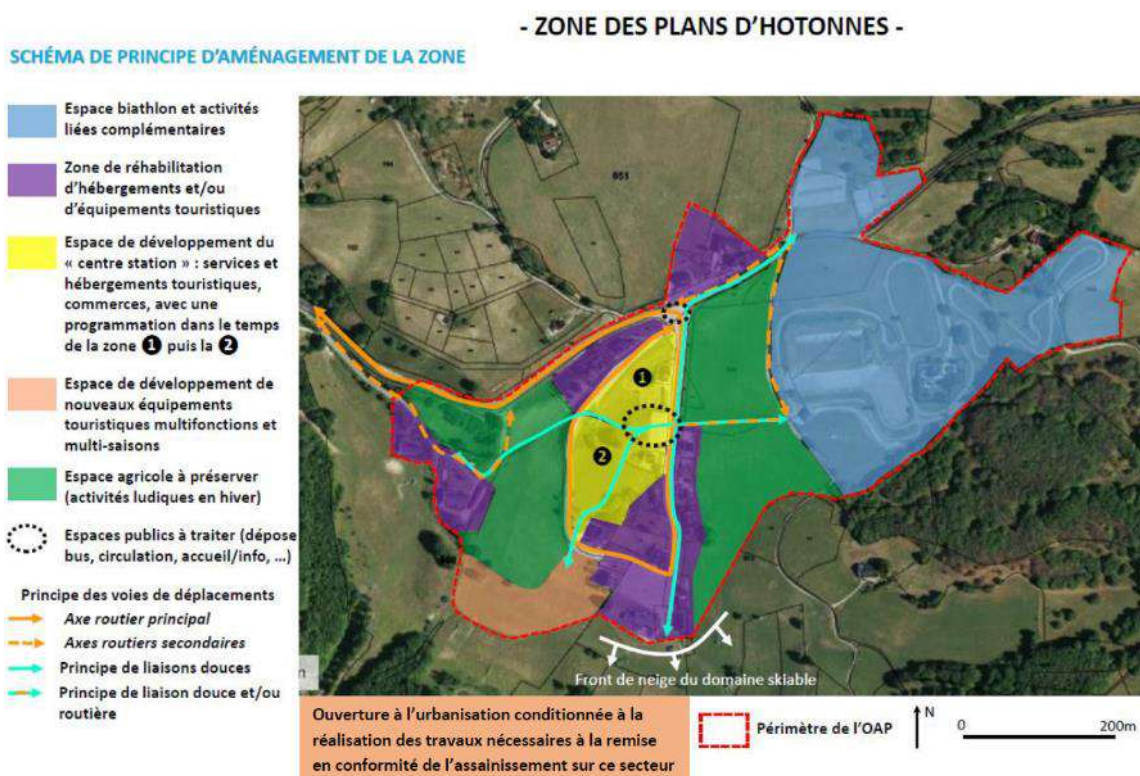 - ZONE DES PLANS D'HOTONNES -
SCHÉMA DE PRINCIPE D'AMÉNAGEMENT DE LA ZONE
Espace biathlon et activités
liées complémentaires
Zone de réhabilitation
d'hébergements et/ou
d'équipements touristiques
Espace de développement du
« centre station » : services et
hébergements touristiques,
commerces, avec une
programmation dans le temps
de la zone ❶ puis la ❷
Espace de développement de
nouveaux équipements
touristiques multifonctions et
multi-saisons
Espace agricole à préserver
(activités ludiques en hiver)
Espaces publics à traiter (dépose
bus, circulation, accueil/info, ...)
Principe des voies de déplacements
Axe routier principal
Axes routiers secondaires
Principe de liaisons douces
Principe de liaison douce et/ou
routière
651
❶
❷
Front de neige du domaine skiable
Ouverture à l'urbanisation conditionnée à la
réalisation des travaux nécessaires à la remise
en conformité de l'assainissement sur ce secteur
Périmètre de l'OAP
N
0 200m